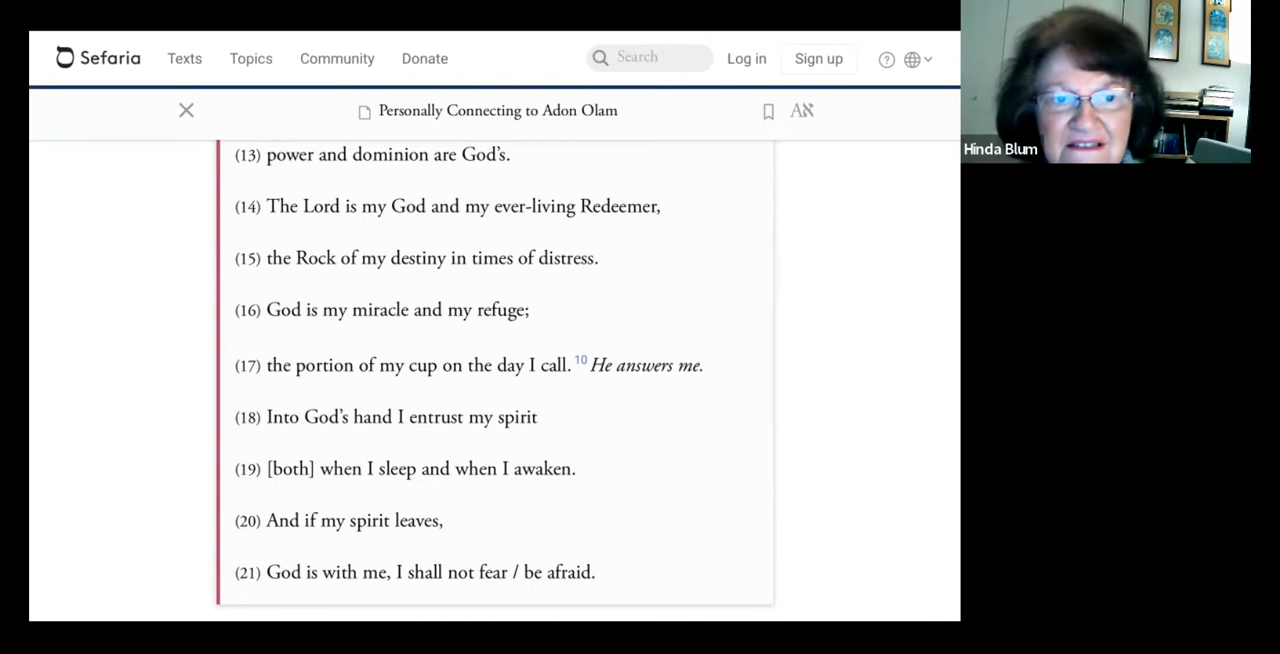 Sefaria Texts Topics Community Donate Search Log in Sign up
Personally Connecting to Adon Olam Aא
(13) power and dominion are God's.
(14) The Lord is my God and my ever-living Redeemer,
(15) the Rock of my destiny in times of distress.
(16) God is my miracle and my refuge;
(17) the portion of my cup on the day I call.10 He answers me.
(18) Into God's hand I entrust my spirit
(19) [both] when I sleep and when I awaken.
(20) And if my spirit leaves,
(21) God is with me, I shall not fear / be afraid.
Hinda Blum